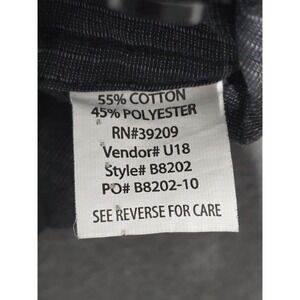 55% COTTON
45% POLYESTER
RN#39209
Vendor# U18
Style# B8202
PO# B8202-10
SEE REVERSE FOR CARE